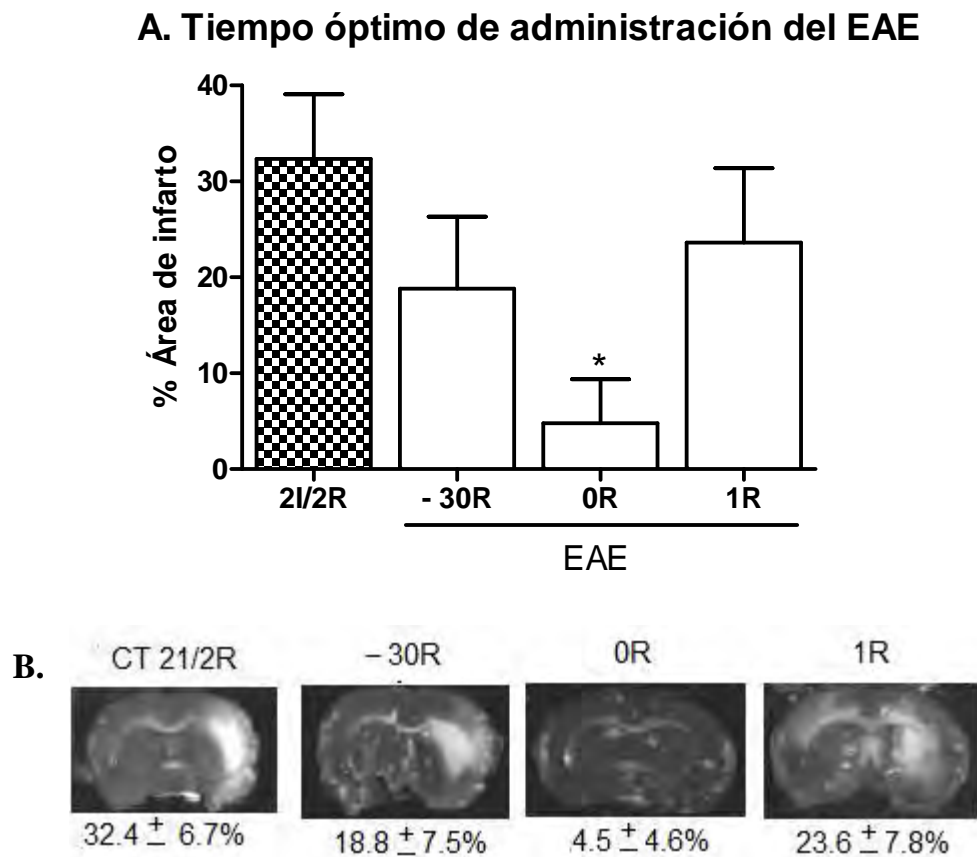 A. Tiempo óptimo de administración del EAE
40
30
20
10
0
% Área de infarto
*
2I/2R
- 30R
0R
1R
EAE
B.
CT 21/2R
– 30R
0R
1R
32.4 ± 6.7%
18.8 ± 7.5%
4.5 ± 4.6%
23.6 ± 7.8%